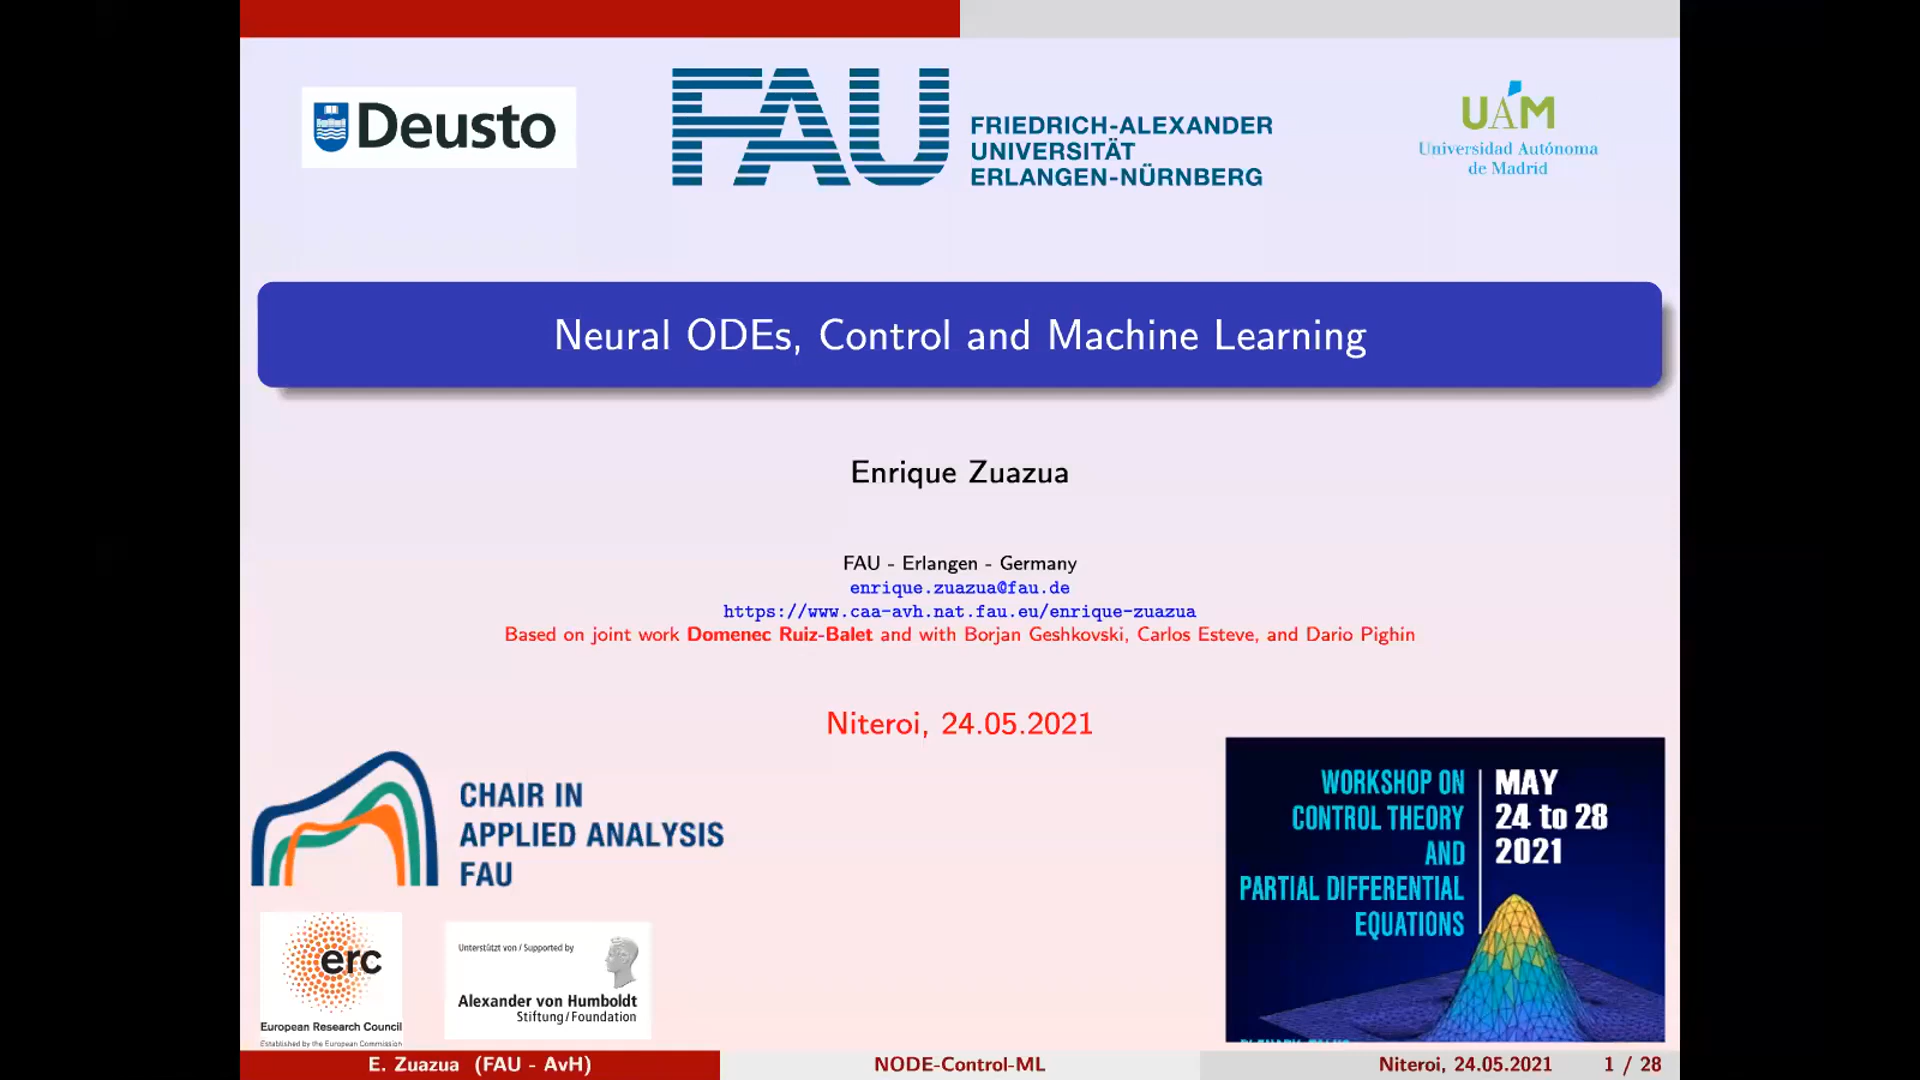 Deusto
FAU
FRIEDRICH-ALEXANDER
UNIVERSITÄT
ERLANGEN-NÜRNBERG
UAM
Universidad Autónoma
de Madrid
Neural ODEs, Control and Machine Learning
Enrique Zuazua
FAU - Erlangen - Germany
enrique.zuazua@fau.de
https://www.caa-avh.nat.fau.eu/enrique-zuazua
Based on joint work Domenec Ruiz-Balet and with Borjan Geshkovski, Carlos Esteve, and Dario Pighin
Niteroi, 24.05.2021
CHAIR IN
APPLIED ANALYSIS
FAU
erc
European Research Council
Established by the European Commission
Unterstützt von / Supported by
Alexander von Humboldt
Stiftung/Foundation
WORKSHOP ON
CONTROL THEORY
AND
PARTIAL DIFFERENTIAL
EQUATIONS
MAY
24 to 28
2021
E. Zuazua (FAU - AvH)
NODE-Control-ML
Niteroi, 24.05.2021
1 / 28